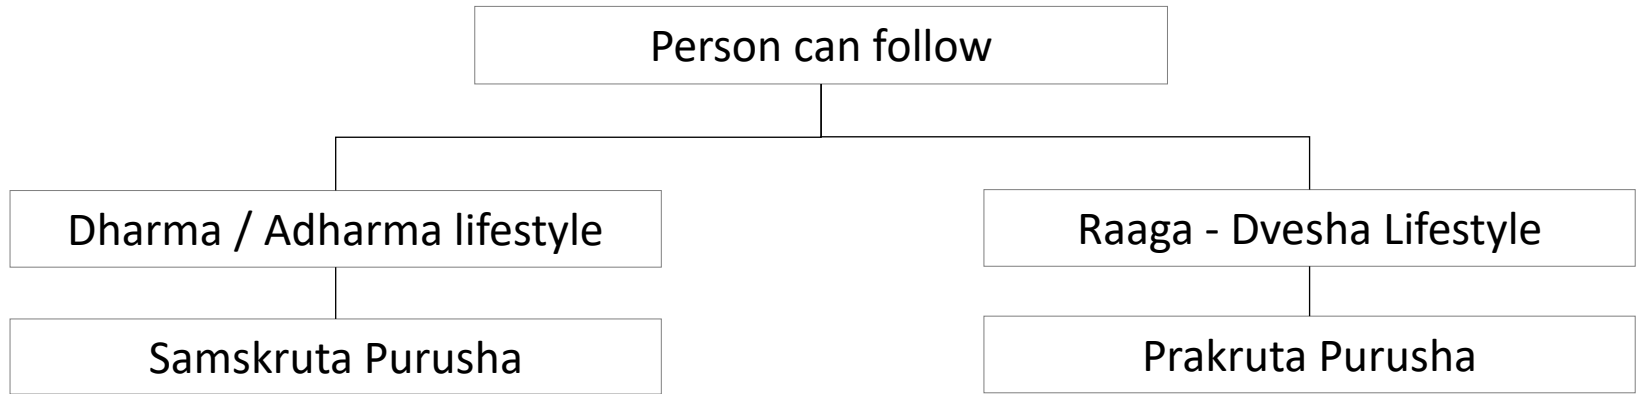 Person can follow
Dharma / Adharma lifestyle
Raaga - Dvesha Lifestyle
Samskruta Purusha
Prakruta Purusha